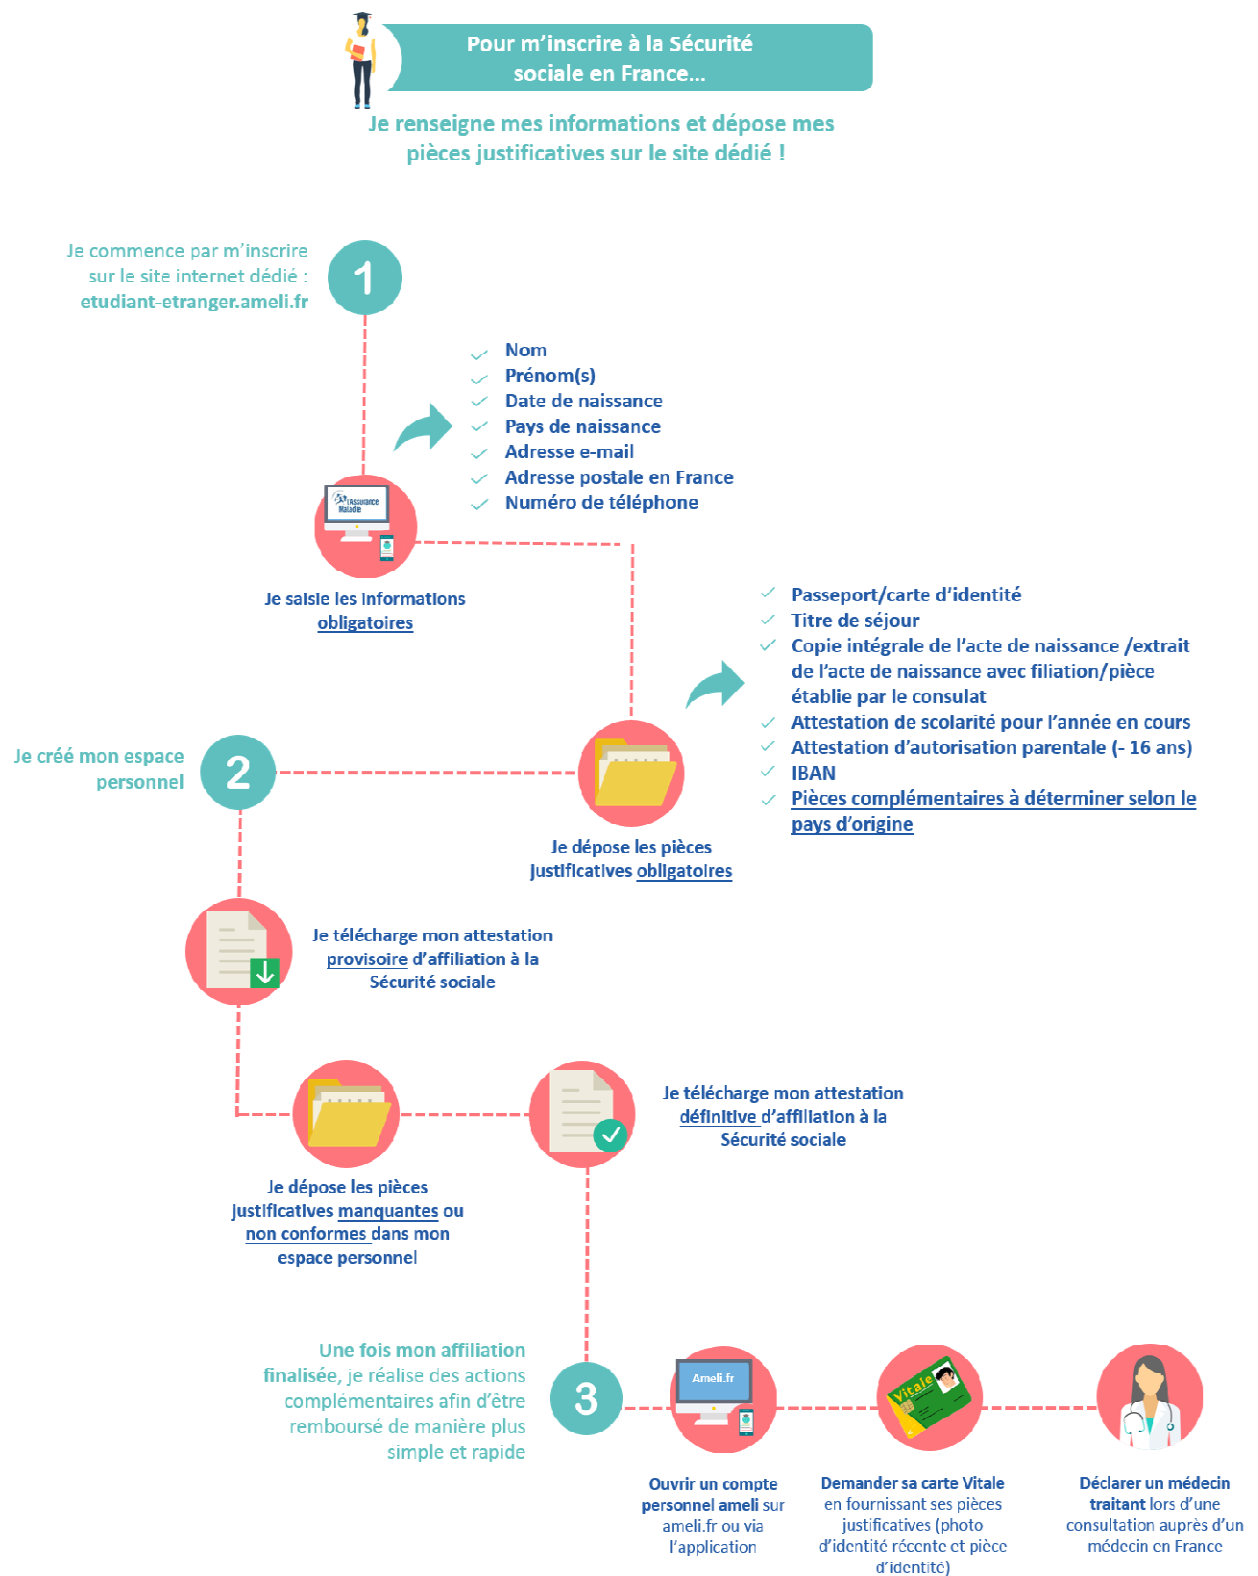 Pour m'inscrire à la Sécurité
sociale en France...
Je renseigne mes informations et dépose mes
pièces justificatives sur le site dédié !
Je commence par m'inscrire
sur le site internet dédié :
etudiant-etranger.ameli.fr
1
Nom
Prénom(s)
Date de naissance
Pays de naissance
Adresse e-mail
Adresse postale en France
Numéro de téléphone
l'Assurance
Maladie
Je saisie les informations
obligatoires
Passeport/carte d'identité
Titre de séjour
Copie intégrale de l'acte de naissance /extrait
de l'acte de naissance avec filiation/pièce
établie par le consulat
Attestation de scolarité pour l'année en cours
Attestation d'autorisation parentale (- 16 ans)
IBAN
Pièces complémentaires à déterminer selon le
pays d'origine
Je dépose les pièces
justificatives obligatoires
Je créé mon espace
personnel
2
Je télécharge mon attestation
provisoire d'affiliation à la
Sécurité sociale
Je dépose les pièces
justificatives manquantes ou
non conformes dans mon
espace personnel
Je télécharge mon attestation
définitive d'affiliation à la
Sécurité sociale
Une fois mon affiliation
finalisée, je réalise des actions
complémentaires afin d'être
remboursé de manière plus
simple et rapide
3
Ameli.fr
Ouvrir un compte
personnel ameli sur
ameli.fr ou via
l'application
Vitale
Demander sa carte Vitale
en fournissant ses pièces
justificatives (photo
d'identité récente et pièce
d'identité)
Déclarer un médecin
traitant lors d'une
consultation auprès d'un
médecin en France